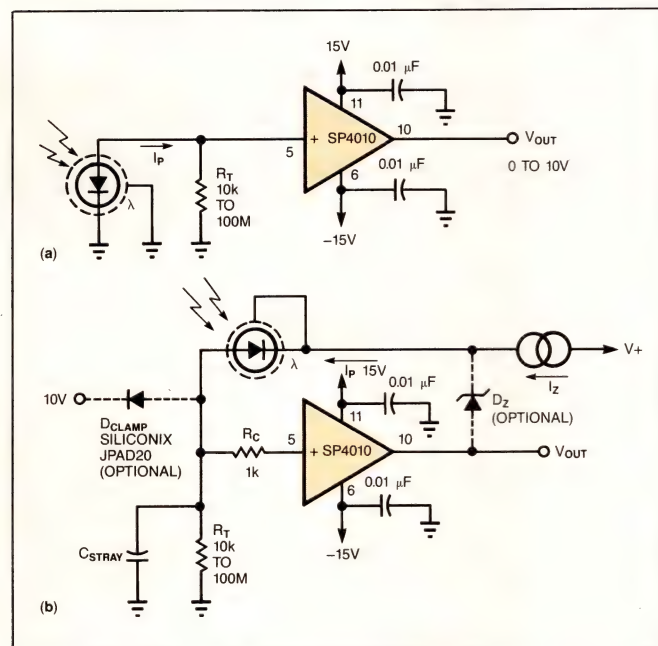 15V
0.01 µF
11
I_P
5
+ SP4010
10
V_OUT
0 TO 10V
λ
R_T
10k
TO
100M
6
0.01 µF
−15V
(a)
λ
I_P
15V
0.01 µF
I_Z
V+
10V
D_CLAMP
SILICONIX
JPAD20
(OPTIONAL)
D_Z
(OPTIONAL)
R_C
1k
5
11
+ SP4010
10
V_OUT
6
0.01 µF
C_STRAY
R_T
10k
TO
100M
−15V
(b)